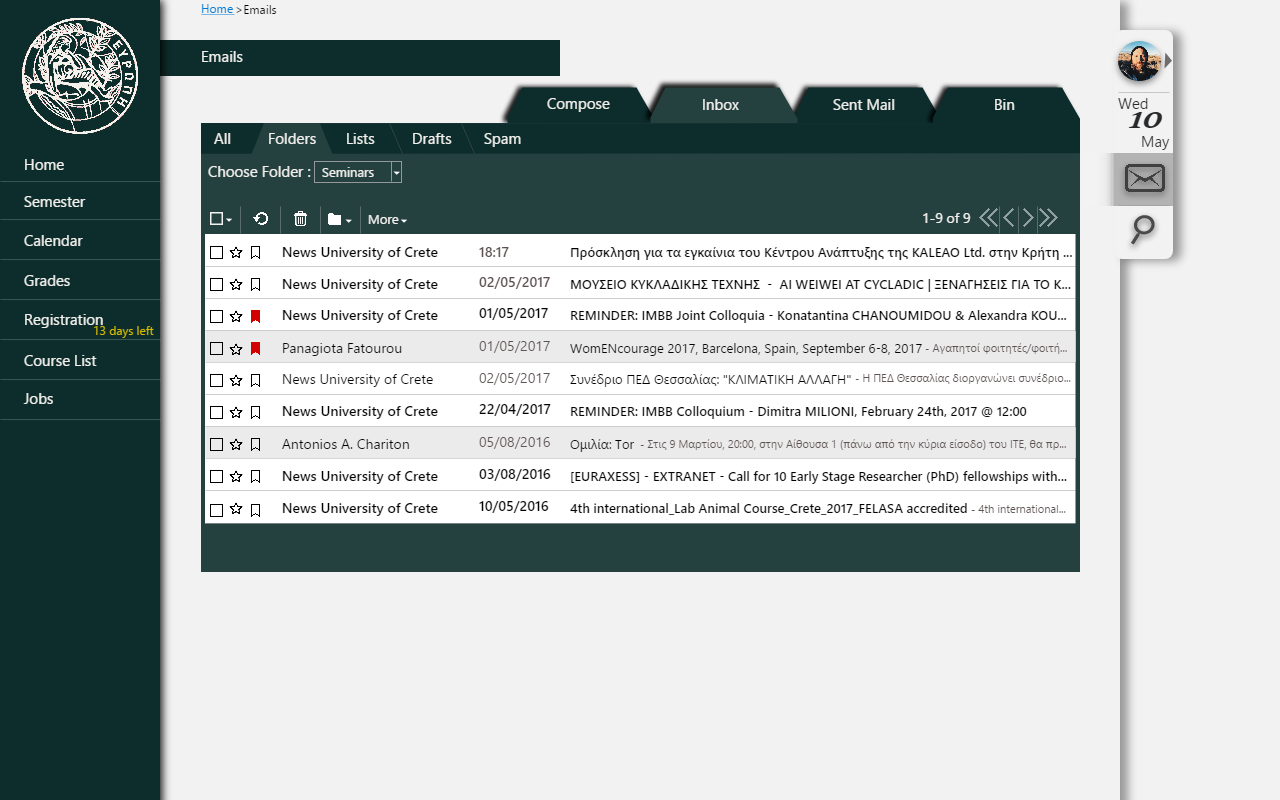 Home >Emails
Emails
ΕΥΡΩΠΗ
Compose Inbox Sent Mail Bin
Wed
10
May
All Folders Lists Drafts Spam
Home
Semester
Calendar
Grades
Registration
13 days left
Course List
Jobs
Choose Folder : Seminars
More 1-9 of 9
News University of Crete 18:17 Πρόσκληση για τα εγκαίνια του Κέντρου Ανάπτυξης της KALEAO Ltd. στην Κρήτη ...
News University of Crete 02/05/2017 ΜΟΥΣΕΙΟ ΚΥΚΛΑΔΙΚΗΣ ΤΕΧΝΗΣ - AI WEIWEI AT CYCLADIC | ΞΕΝΑΓΗΣΕΙΣ ΓΙΑ ΤΟ Κ...
News University of Crete 01/05/2017 REMINDER: IMBB Joint Colloquia - Konatantina CHANOUMIDOU & Alexandra KOU...
Panagiota Fatourou 01/05/2017 WomENcourage 2017, Barcelona, Spain, September 6-8, 2017 - Αγαπητοί φοιτητές/φοιτή...
News University of Crete 02/05/2017 Συνέδριο ΠΕΔ Θεσσαλίας: "ΚΛΙΜΑΤΙΚΗ ΑΛΛΑΓΗ" - Η ΠΕΔ Θεσσαλίας διοργανώνει συνέδριο...
News University of Crete 22/04/2017 REMINDER: IMBB Colloquium - Dimitra MILIONI, February 24th, 2017 @ 12:00
Antonios A. Chariton 05/08/2016 Ομιλία: Tor - Στις 9 Μαρτίου, 20:00, στην Αίθουσα 1 (πάνω από την κύρια είσοδο) του ΙΤΕ, θα πρ...
News University of Crete 03/08/2016 [EURAXESS] - EXTRANET - Call for 10 Early Stage Researcher (PhD) fellowships with...
News University of Crete 10/05/2016 4th international_Lab Animal Course_Crete_2017_FELASA accredited - 4th international...